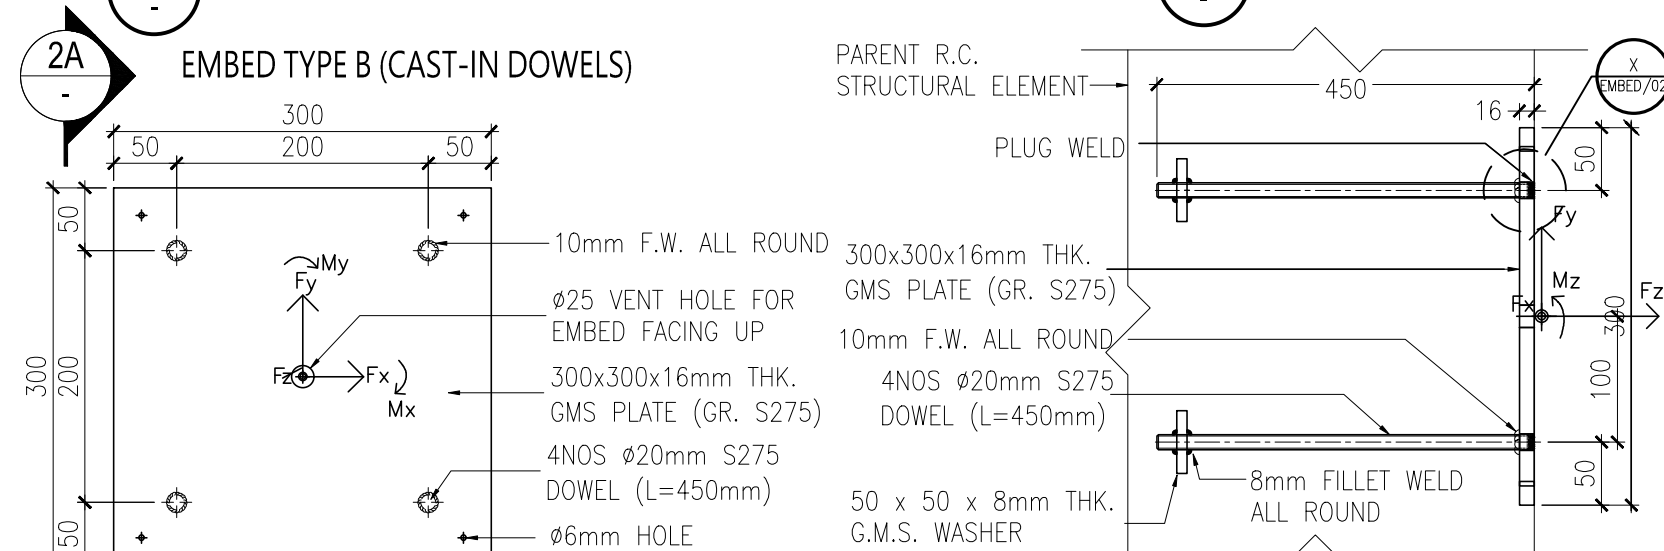 -
2A
-
EMBED TYPE B (CAST-IN DOWELS)
300
50
200
50
50
300
200
50
My
Fy
Fz
Fx
Mx
10mm F.W. ALL ROUND
Ø25 VENT HOLE FOR
EMBED FACING UP
300x300x16mm THK.
GMS PLATE (GR. S275)
4NOS Ø20mm S275
DOWEL (L=450mm)
Ø6mm HOLE
-
PARENT R.C.
STRUCTURAL ELEMENT
450
16
X
EMBED/02
PLUG WELD
50
Fy
300x300x16mm THK.
GMS PLATE (GR. S275)
Mz
Fx
Fz
300
10mm F.W. ALL ROUND
4NOS Ø20mm S275
DOWEL (L=450mm)
100
50
8mm FILLET WELD
ALL ROUND
50 x 50 x 8mm THK.
G.M.S. WASHER